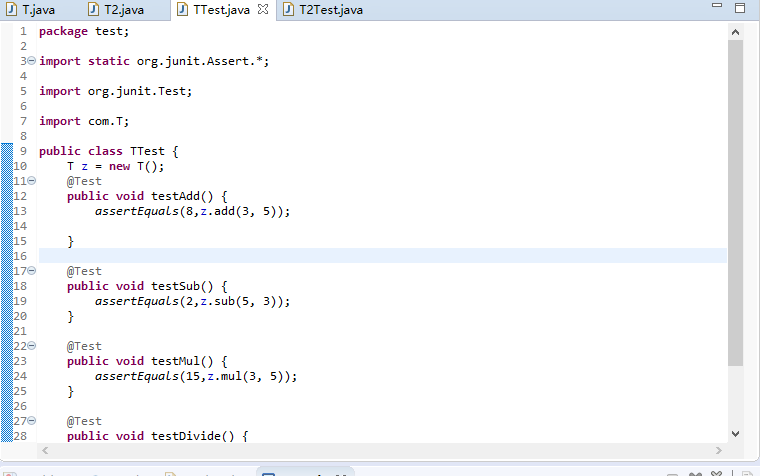 T.java T2.java TTest.java T2Test.java
1 package test;
2
3 import static org.junit.Assert.*;
4
5 import org.junit.Test;
6
7 import com.T;
8
9 public class TTest {
10 T z = new T();
11 @Test
12 public void testAdd() {
13 assertEquals(8,z.add(3, 5));
14
15 }
16
17 @Test
18 public void testSub() {
19 assertEquals(2,z.sub(5, 3));
20 }
21
22 @Test
23 public void testMul() {
24 assertEquals(15,z.mul(3, 5));
25 }
26
27 @Test
28 public void testDivide() {